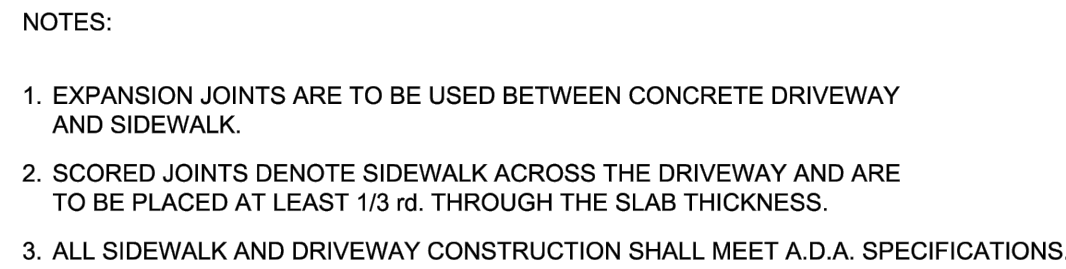 NOTES:
1. EXPANSION JOINTS ARE TO BE USED BETWEEN CONCRETE DRIVEWAY
AND SIDEWALK.
2. SCORED JOINTS DENOTE SIDEWALK ACROSS THE DRIVEWAY AND ARE
TO BE PLACED AT LEAST 1/3 rd. THROUGH THE SLAB THICKNESS.
3. ALL SIDEWALK AND DRIVEWAY CONSTRUCTION SHALL MEET A.D.A. SPECIFICATIONS.